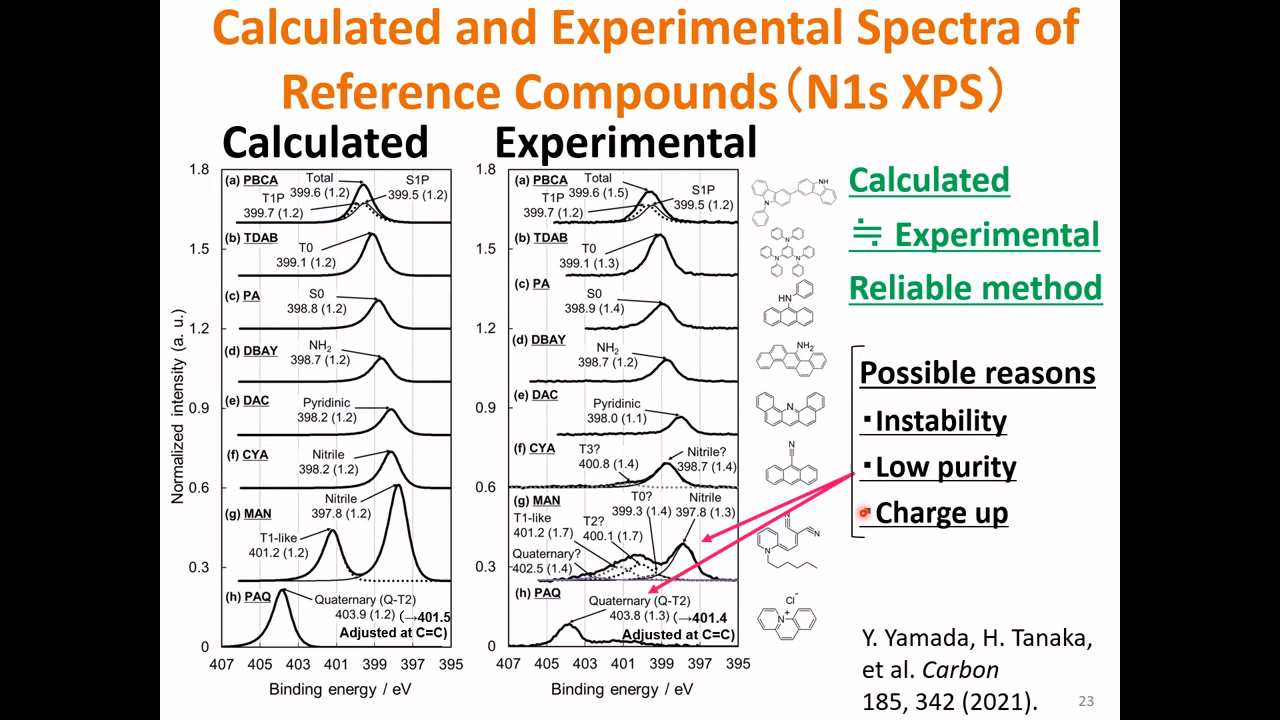 Calculated and Experimental Spectra of
Reference Compounds（N1s XPS）
Calculated
Experimental
Normalized intensity (a. u.)
1.8
1.5
1.2
0.9
0.6
0.3
0
(a) PBCA
Total
399.6 (1.2)
S1P
399.5 (1.2)
T1P
399.7 (1.2)
(b) TDAB
T0
399.1 (1.2)
(c) PA
S0
398.8 (1.2)
(d) DBAY
NH2
398.7 (1.2)
(e) DAC
Pyridinic
398.2 (1.2)
(f) CYA
Nitrile
398.2 (1.2)
Nitrile
397.8 (1.2)
(g) MAN
T1-like
401.2 (1.2)
(h) PAQ
Quaternary (Q-T2)
403.9 (1.2) (→401.5
Adjusted at C=C)
407 405 403 401 399 397 395
Binding energy / eV
1.8
1.5
1.2
0.9
0.6
0.3
0
(a) PBCA
Total
399.6 (1.5)
S1P
399.5 (1.2)
T1P
399.7 (1.2)
(b) TDAB
T0
399.1 (1.3)
(c) PA
S0
398.9 (1.4)
(d) DBAY
NH2
398.7 (1.2)
(e) DAC
Pyridinic
398.0 (1.1)
(f) CYA
T3?
400.8 (1.4)
Nitrile?
398.7 (1.4)
(g) MAN
T0?
399.3 (1.4)
Nitrile
397.8 (1.3)
T1-like
401.2 (1.7)
T2?
400.1 (1.7)
Quaternary?
402.5 (1.4)
(h) PAQ
Quaternary (Q-T2)
403.8 (1.3) (→401.4
Adjusted at C=C)
407 405 403 401 399 397 395
Binding energy / eV
NH
N
N
N
N
HN
NH2
N
N
N
CN
N
Cl-
N+
Calculated
≒ Experimental
Reliable method
Possible reasons
・Instability
・Low purity
・Charge up
Y. Yamada, H. Tanaka,
et al. Carbon
185, 342 (2021).
23